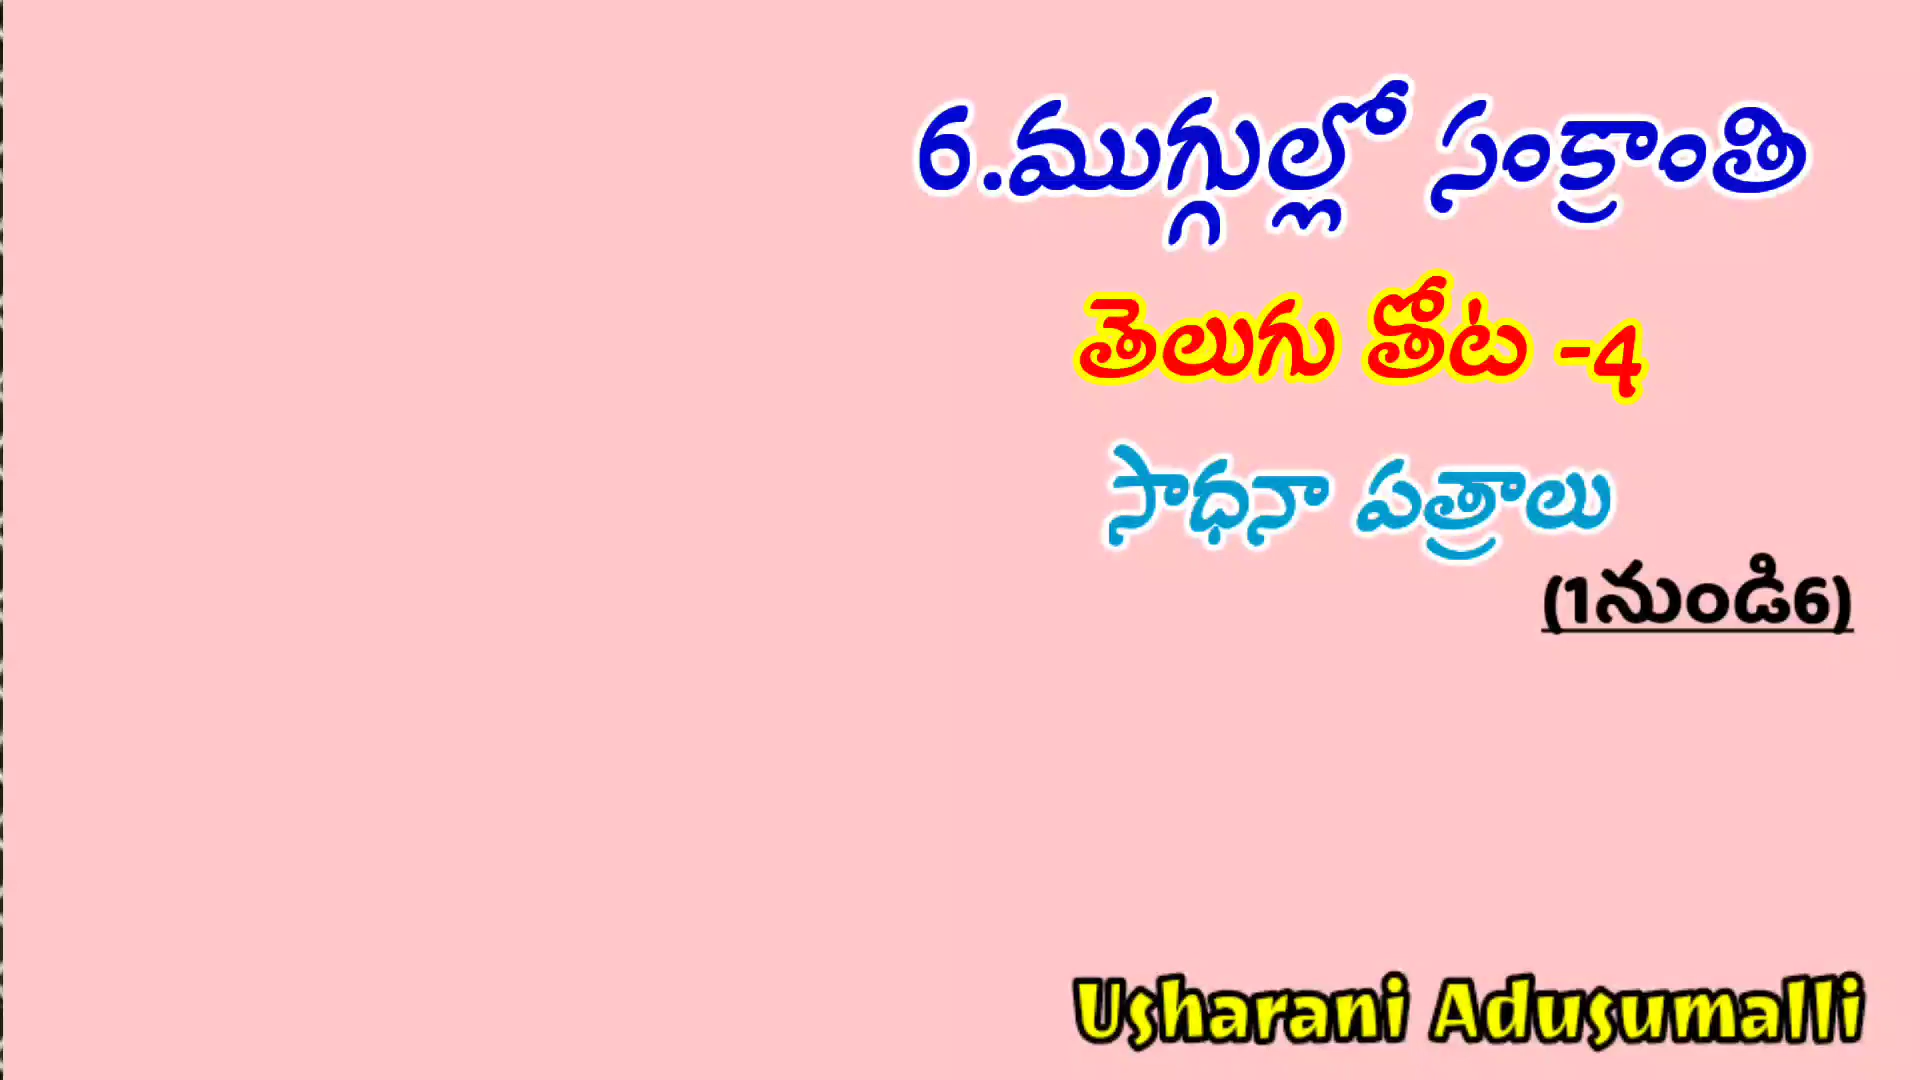 6.ముగ్గుల్లో సంక్రాంతి
తెలుగు తోట -4
సాధనా పత్రాలు
(1నుండి6)
Usharani Adusumalli